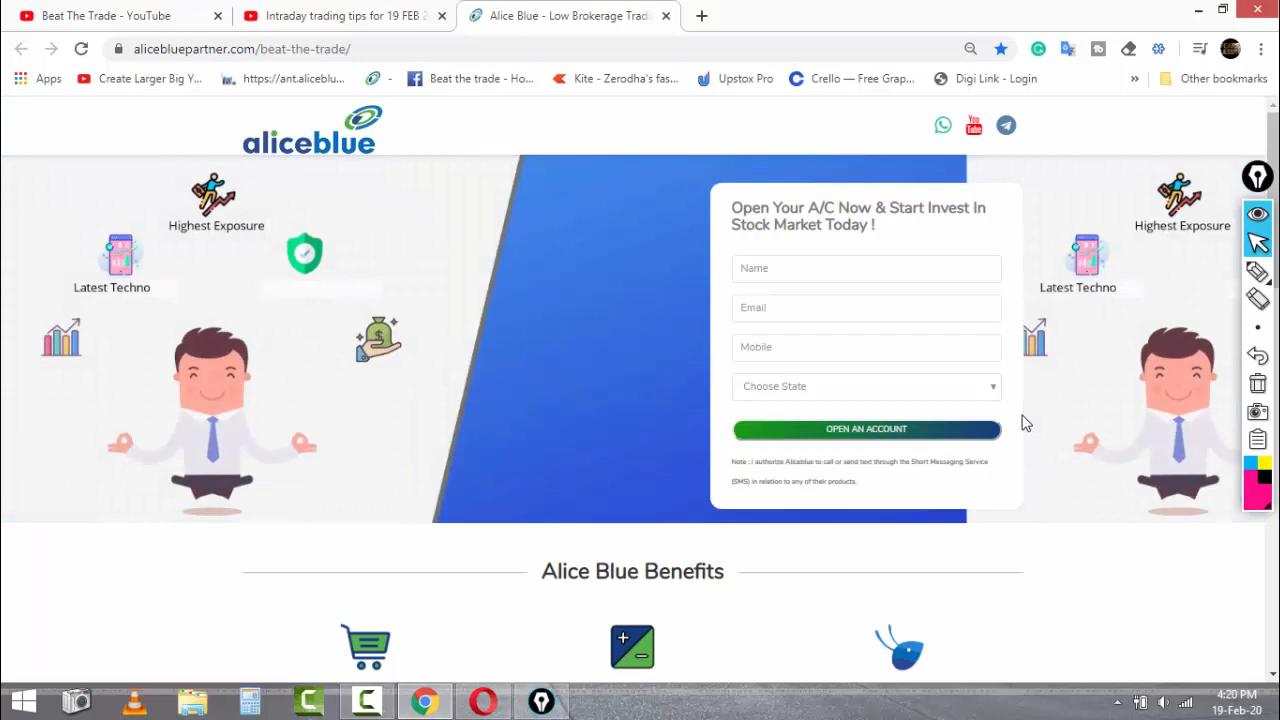 Beat The Trade - YouTube
Intraday trading tips for 19 FEB 2
Alice Blue - Low Brokerage Trad
alicebluepartner.com/beat-the-trade/
Apps
Create Larger Big Y...
https://ant.aliceblu...
-
Beat the trade - Ho...
Kite - Zerodha's fas...
Upstox Pro
Crello — Free Grap...
Digi Link - Login
»
Other bookmarks
aliceblue
You
Tube
Highest Exposure
Latest Techno
Open Your A/C Now & Start Invest In
Stock Market Today !
Name
Email
Mobile
Choose State
OPEN AN ACCOUNT
Note : I authorize Aliceblue to call or send text through the Short Messaging Service
(SMS) in relation to any of their products.
Highest Exposure
Latest Techno
Alice Blue Benefits
4:20 PM
19-Feb-20